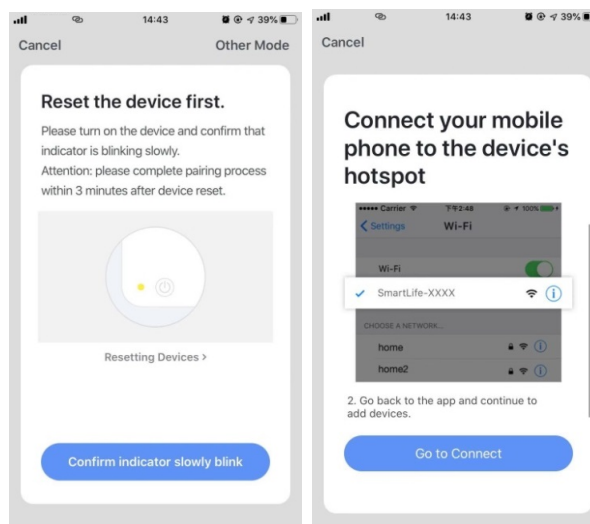 14:43
39%
Cancel
Other Mode
Reset the device first.
Please turn on the device and confirm that
indicator is blinking slowly.
Attention: please complete pairing process
within 3 minutes after device reset.
Resetting Devices >
Confirm indicator slowly blink
14:43
39%
Cancel
Connect your mobile
phone to the device's
hotspot
Carrier
下午2:48
100%
Settings
Wi-Fi
Wi-Fi
SmartLife-XXXX
CHOOSE A NETWORK...
home
home2
2. Go back to the app and continue to
add devices.
Go to Connect